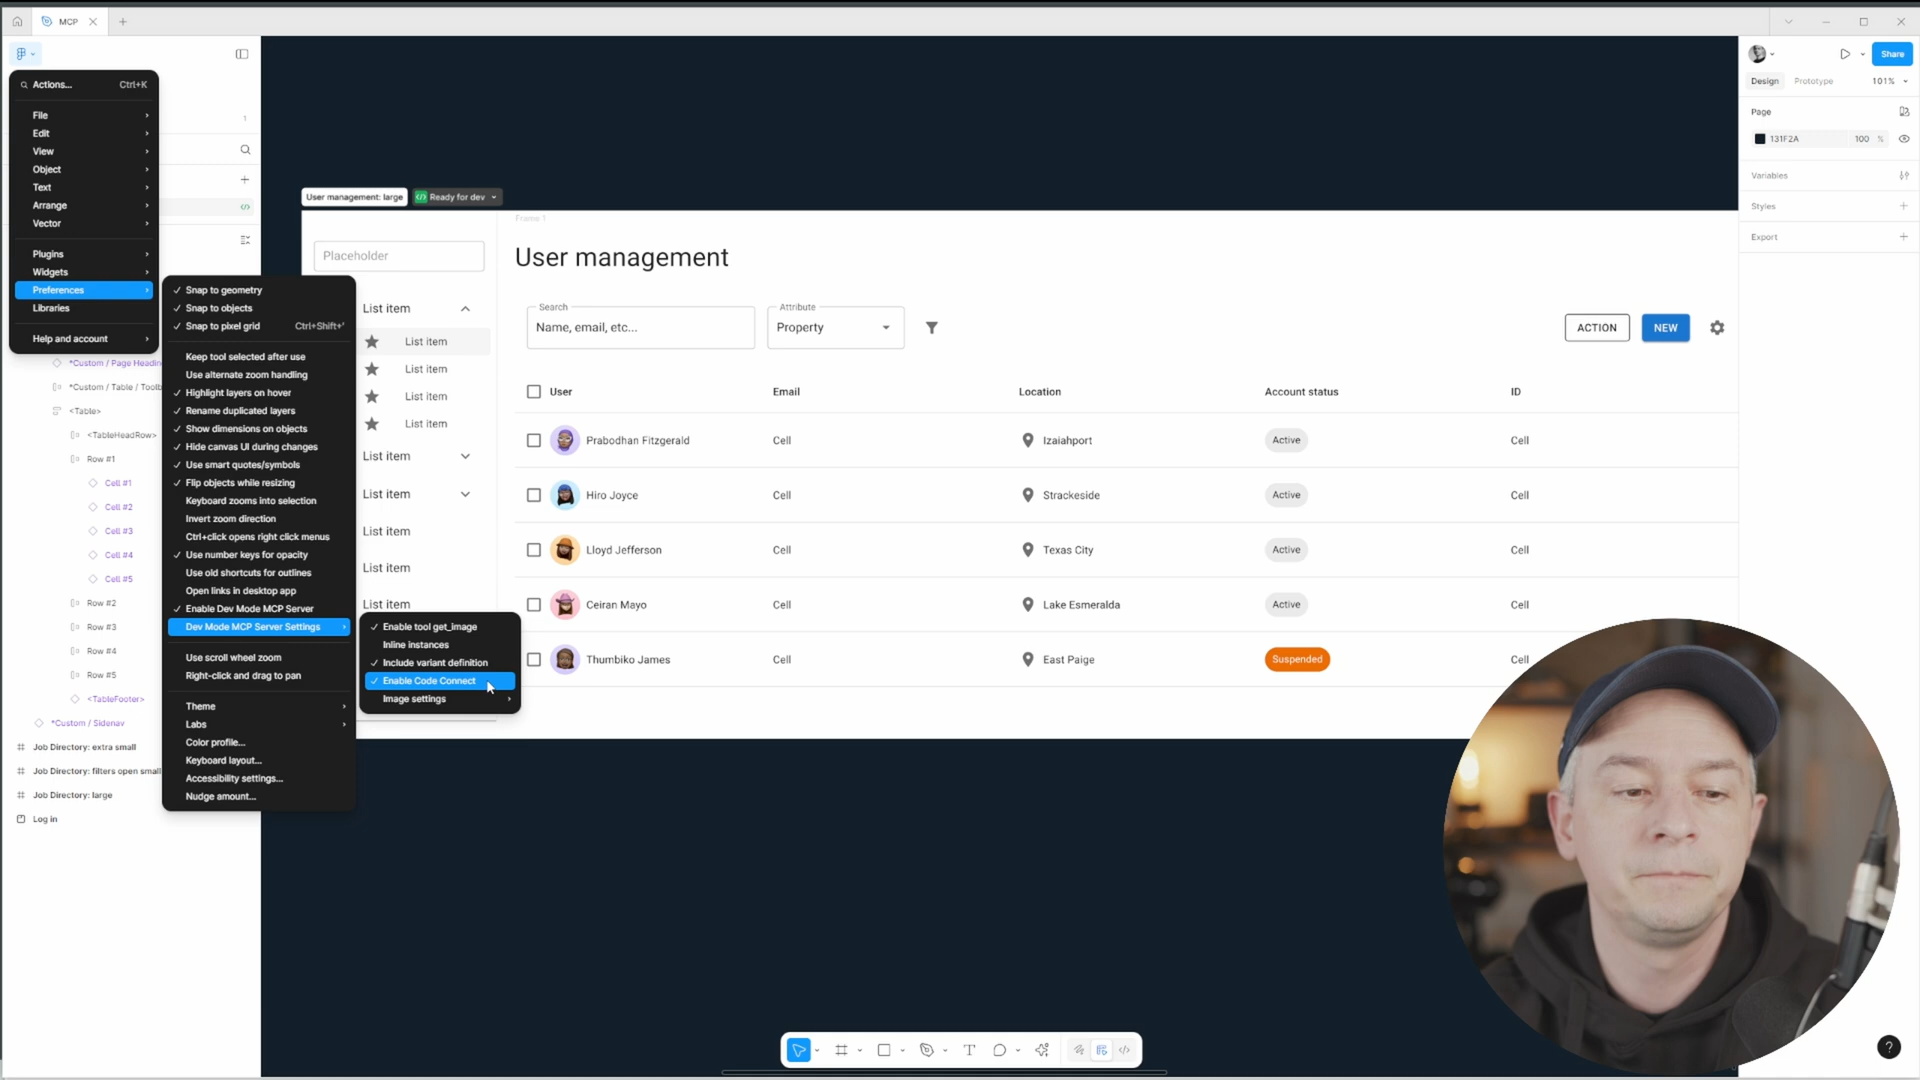 MCP
Actions... Ctrl+K
File
Edit
View
Object
Text
Arrange
Vector
Plugins
Widgets
Preferences
Libraries
Help and account
1
Snap to geometry
Snap to objects
Snap to pixel grid Ctrl+Shift+'
Keep tool selected after use
Use alternate zoom handling
Highlight layers on hover
Rename duplicated layers
Show dimensions on objects
Hide canvas UI during changes
Use smart quotes/symbols
Flip objects while resizing
Keyboard zooms into selection
Invert zoom direction
Ctrl+click opens right click menus
Use number keys for opacity
Use old shortcuts for outlines
Open links in desktop app
Enable Dev Mode MCP Server
Dev Mode MCP Server Settings
Use scroll wheel zoom
Right-click and drag to pan
Theme
Labs
Color profile...
Keyboard layout...
Accessibility settings...
Nudge amount...
Enable tool get_image
Inline instances
Include variant definition
Enable Code Connect
Image settings
*Custom / Page Headin
*Custom / Table / Toolb
<Table>
<TableHeadRow>
Row #1
Cell #1
Cell #2
Cell #3
Cell #4
Cell #5
Row #2
Row #3
Row #4
Row #5
<TableFooter>
*Custom / Sidenav
Job Directory: extra small
Job Directory: filters open small
Job Directory: large
Log in
User management: large Ready for dev
Frame 1
Placeholder
List item
List item
List item
List item
List item
List item
List item
List item
List item
List item
User management
Search
Name, email, etc...
Attribute
Property
ACTION NEW
User Email Location Account status ID
Prabodhan Fitzgerald Cell Izaiahport Active Cell
Hiro Joyce Cell Strackeside Active Cell
Lloyd Jefferson Cell Texas City Active Cell
Ceiran Mayo Cell Lake Esmeralda Active Cell
Thumbiko James Cell East Paige Suspended Cell
Share
Design Prototype 101%
Page
131F2A 100 %
Variables
Styles
Export
?